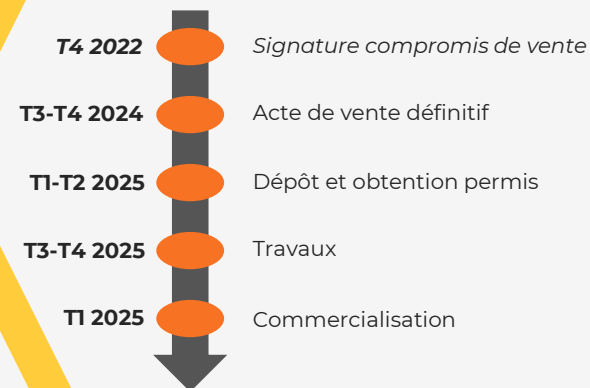 T4 2022 Signature compromis de vente
T3-T4 2024 Acte de vente définitif
T1-T2 2025 Dépôt et obtention permis
T3-T4 2025 Travaux
T1 2025 Commercialisation